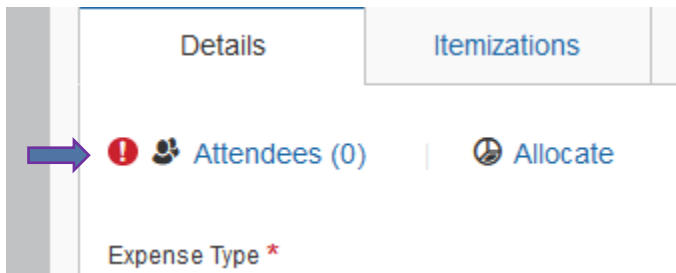 Details Itemizations
Attendees (0) | Allocate
Expense Type *